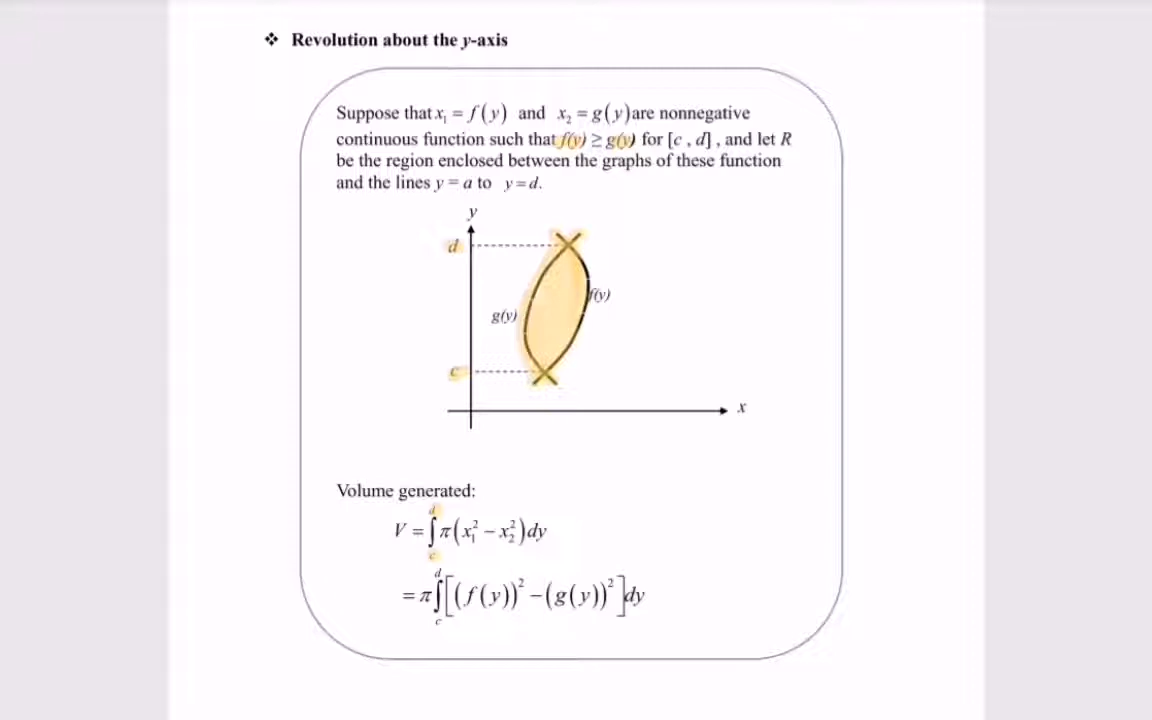 ❖ Revolution about the y-axis
Suppose that x₁ = f(y) and x₂ = g(y)are nonnegative
continuous function such that f(y) ≥ g(y) for [c , d] , and let R
be the region enclosed between the graphs of these function
and the lines y = a to y = d.
y
d
f(y)
g(y)
c
x
Volume generated:
V = ∫_c^d π(x₁² − x₂²)dy
= π∫_c^d [(f(y))² − (g(y))²]dy